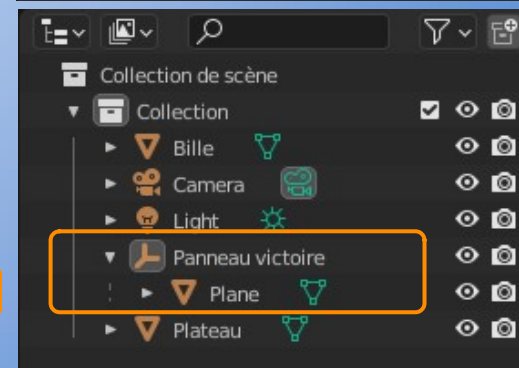 Collection de scène
Collection
Bille
Camera
Light
Panneau victoire
Plane
Plateau